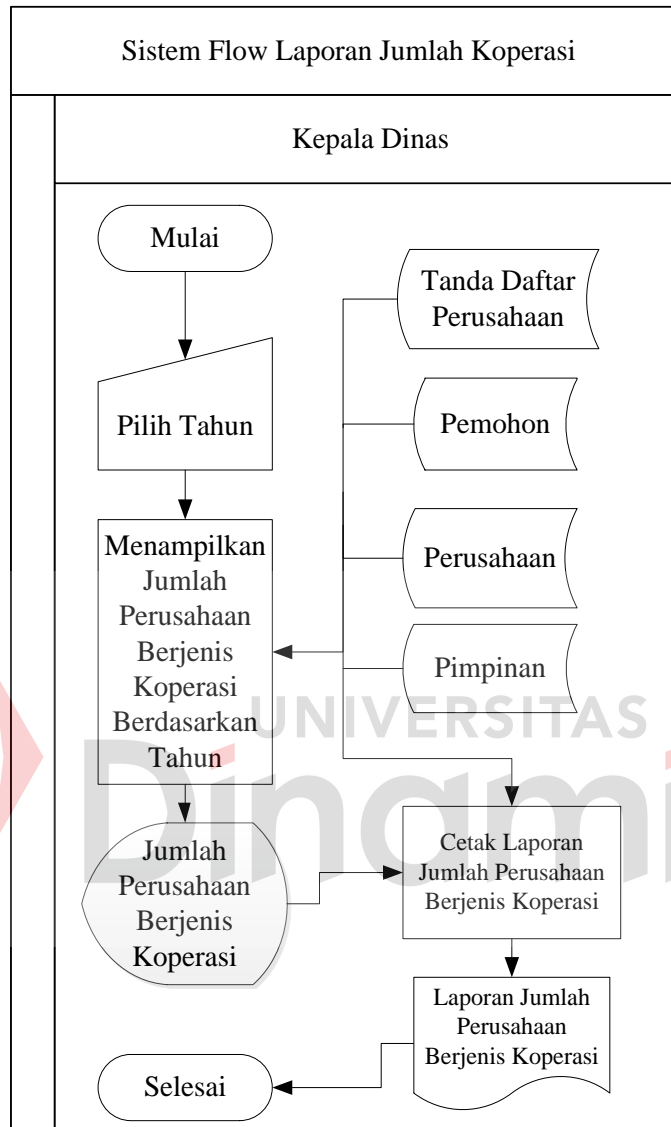 Sistem Flow Laporan Jumlah Koperasi
Kepala Dinas
Mulai
Pilih Tahun
Menampilkan
Jumlah
Perusahaan
Berjenis
Koperasi
Berdasarkan
Tahun
Jumlah
Perusahaan
Berjenis
Koperasi
Selesai
Tanda Daftar
Perusahaan
Pemohon
Perusahaan
Pimpinan
Cetak Laporan
Jumlah Perusahaan
Berjenis Koperasi
Laporan Jumlah
Perusahaan
Berjenis Koperasi
UNIVERSITAS
Dinami